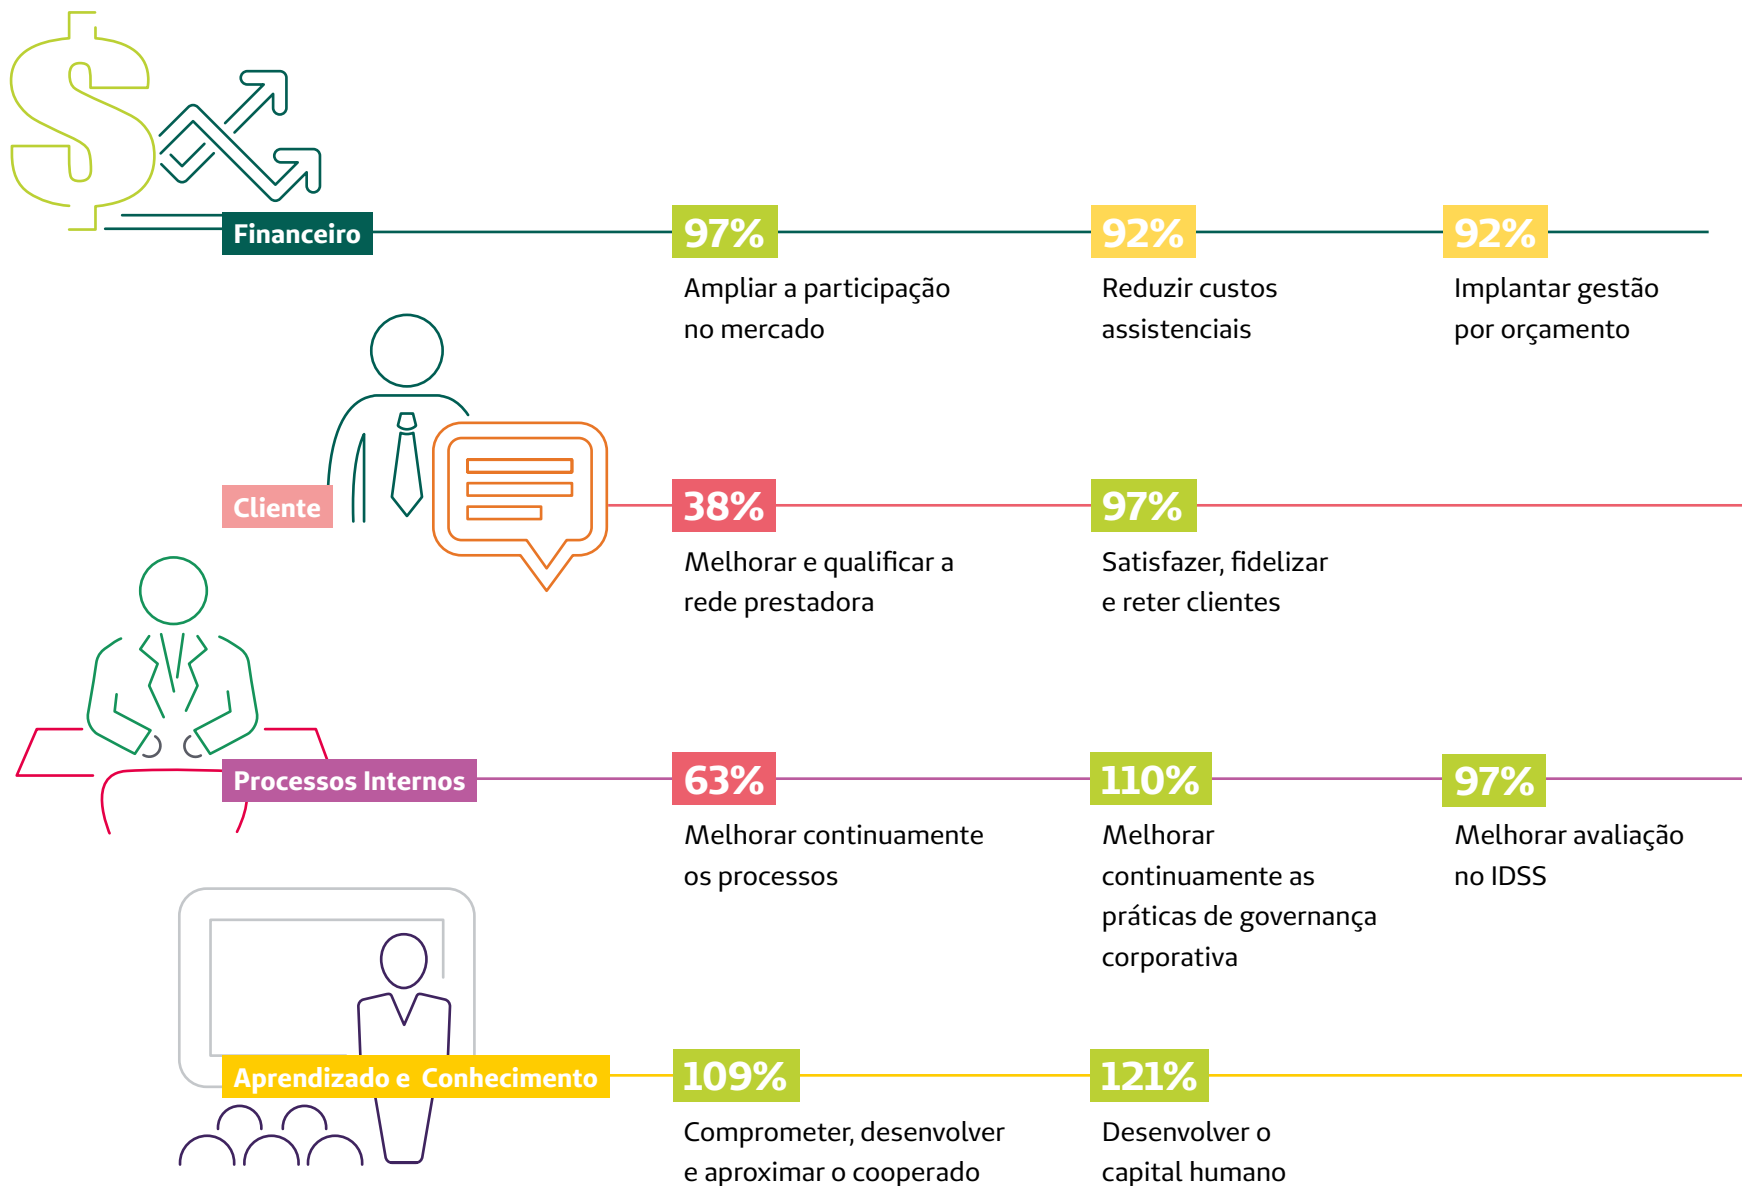 Financeiro
97%
92%
92%
Ampliar a participação
no mercado
Reduzir custos
assistenciais
Implantar gestão
por orçamento
Cliente
38%
97%
Melhorar e qualificar a
rede prestadora
Satisfazer, fidelizar
e reter clientes
Processos Internos
63%
110%
97%
Melhorar continuamente
os processos
Melhorar
continuamente as
práticas de governança
corporativa
Melhorar avaliação
no IDSS
Aprendizado e Conhecimento
109%
121%
Comprometer, desenvolver
e aproximar o cooperado
Desenvolver o
capital humano